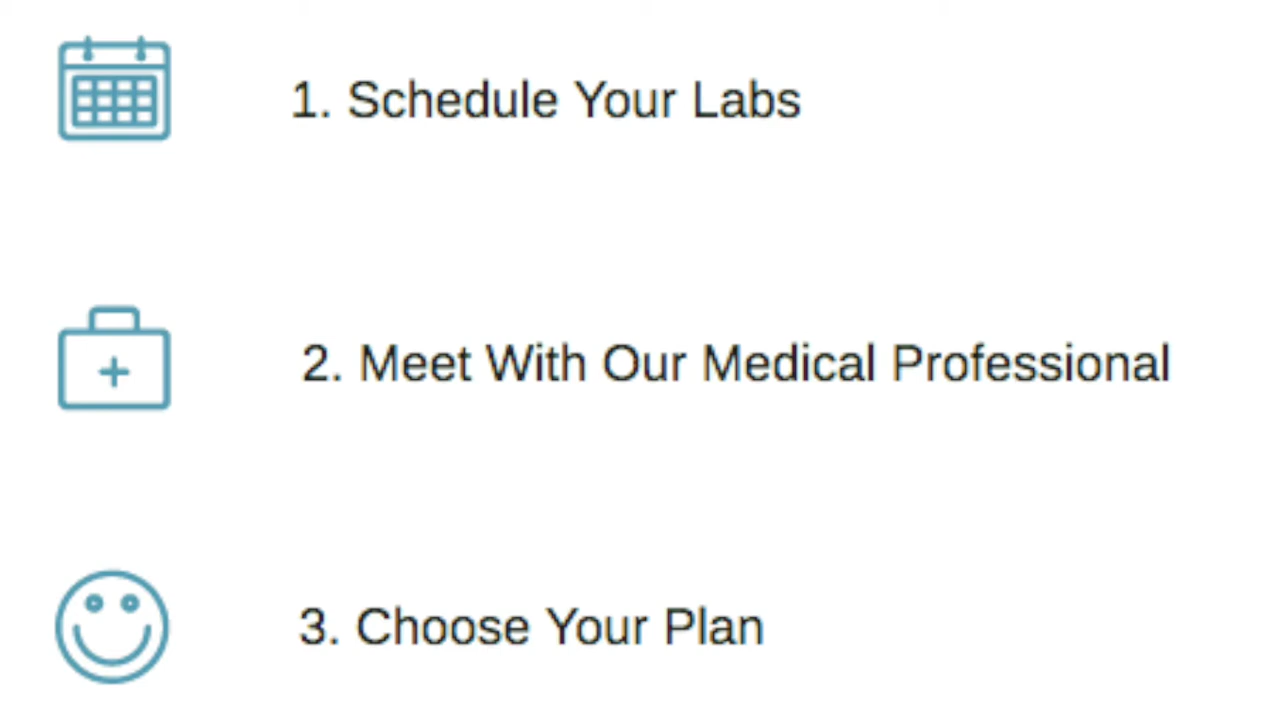 1. Schedule Your Labs
2. Meet With Our Medical Professional
3. Choose Your Plan